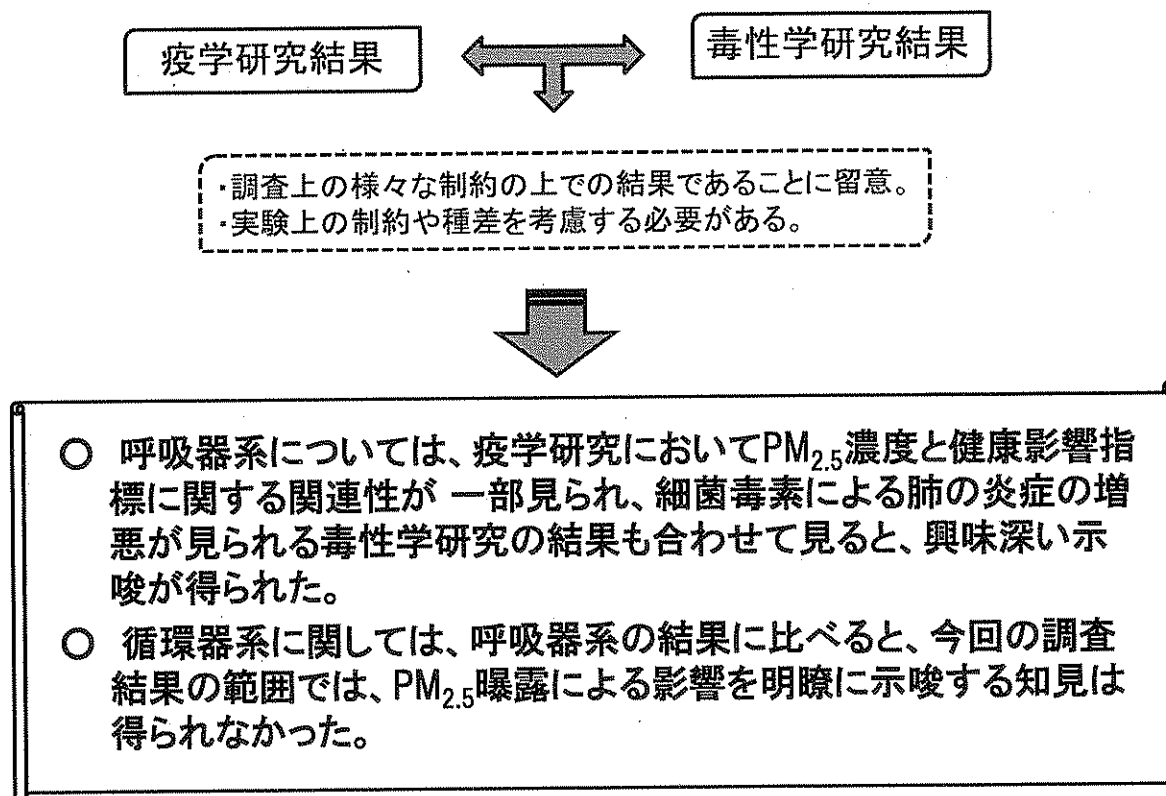 疫学研究結果
毒性学研究結果
・調査上の様々な制約の上での結果であることに留意。
・実験上の制約や種差を考慮する必要がある。
○ 呼吸器系については、疫学研究においてPM2.5濃度と健康影響指
標に関する関連性が 一部見られ、細菌毒素による肺の炎症の増
悪が見られる毒性学研究の結果も合わせて見ると、興味深い示
唆が得られた。
○ 循環器系に関しては、呼吸器系の結果に比べると、今回の調査
結果の範囲では、PM2.5曝露による影響を明瞭に示唆する知見は
得られなかった。